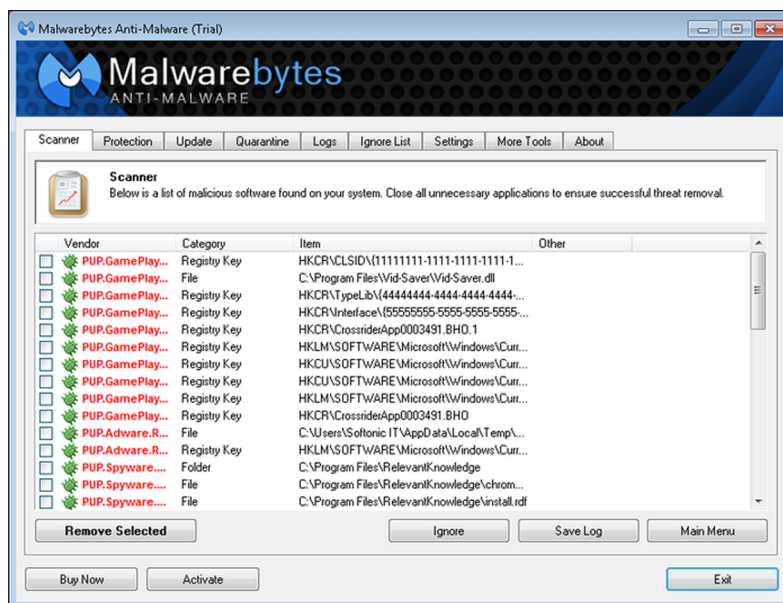 Malwarebytes Anti-Malware (Trial)
Malwarebytes
ANTI-MALWARE
Scanner Protection Update Quarantine Logs Ignore List Settings More Tools About
Scanner
Below is a list of malicious software found on your system. Close all unnecessary applications to ensure successful threat removal.
Vendor Category Item Other
PUP.GamePlay... Registry Key HKCR\CLSID\{11111111-1111-1111-1111-1...
PUP.GamePlay... File C:\Program Files\Vid-Saver\Vid-Saver.dll
PUP.GamePlay... Registry Key HKCR\TypeLib\{44444444-4444-4444-4444-...
PUP.GamePlay... Registry Key HKCR\Interface\{55555555-5555-5555-5555-...
PUP.GamePlay... Registry Key HKCR\CrossriderApp0003491.BHO.1
PUP.GamePlay... Registry Key HKLM\SOFTWARE\Microsoft\Windows\Curr...
PUP.GamePlay... Registry Key HKCU\SOFTWARE\Microsoft\Windows\Curr...
PUP.GamePlay... Registry Key HKLM\SOFTWARE\Microsoft\Windows\Curr...
PUP.GamePlay... Registry Key HKCR\CrossriderApp0003491.BHO
PUP.Adware.R... File C:\Users\Softonic IT\AppData\Local\Temp\...
PUP.Adware.R... Registry Key HKLM\SOFTWARE\Microsoft\Windows\Curr...
PUP.Spyware.... Folder C:\Program Files\RelevantKnowledge
PUP.Spyware.... File C:\Program Files\RelevantKnowledge\chrom...
PUP.Spyware.... File C:\Program Files\RelevantKnowledge\install.rdf
Remove Selected Ignore Save Log Main Menu
Buy Now Activate Exit